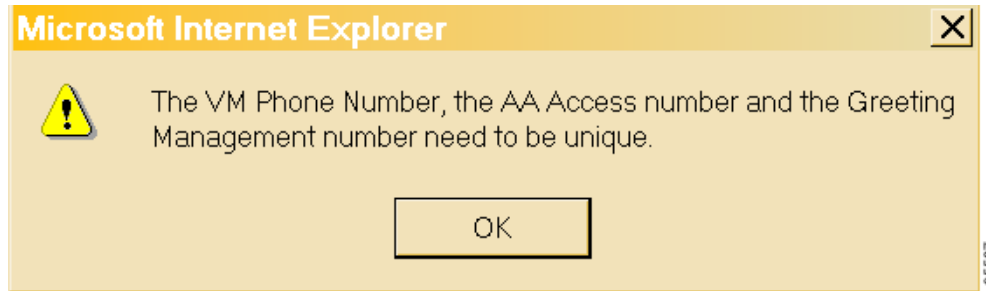 Microsoft Internet Explorer
The VM Phone Number, the AA Access number and the Greeting
Management number need to be unique.
OK